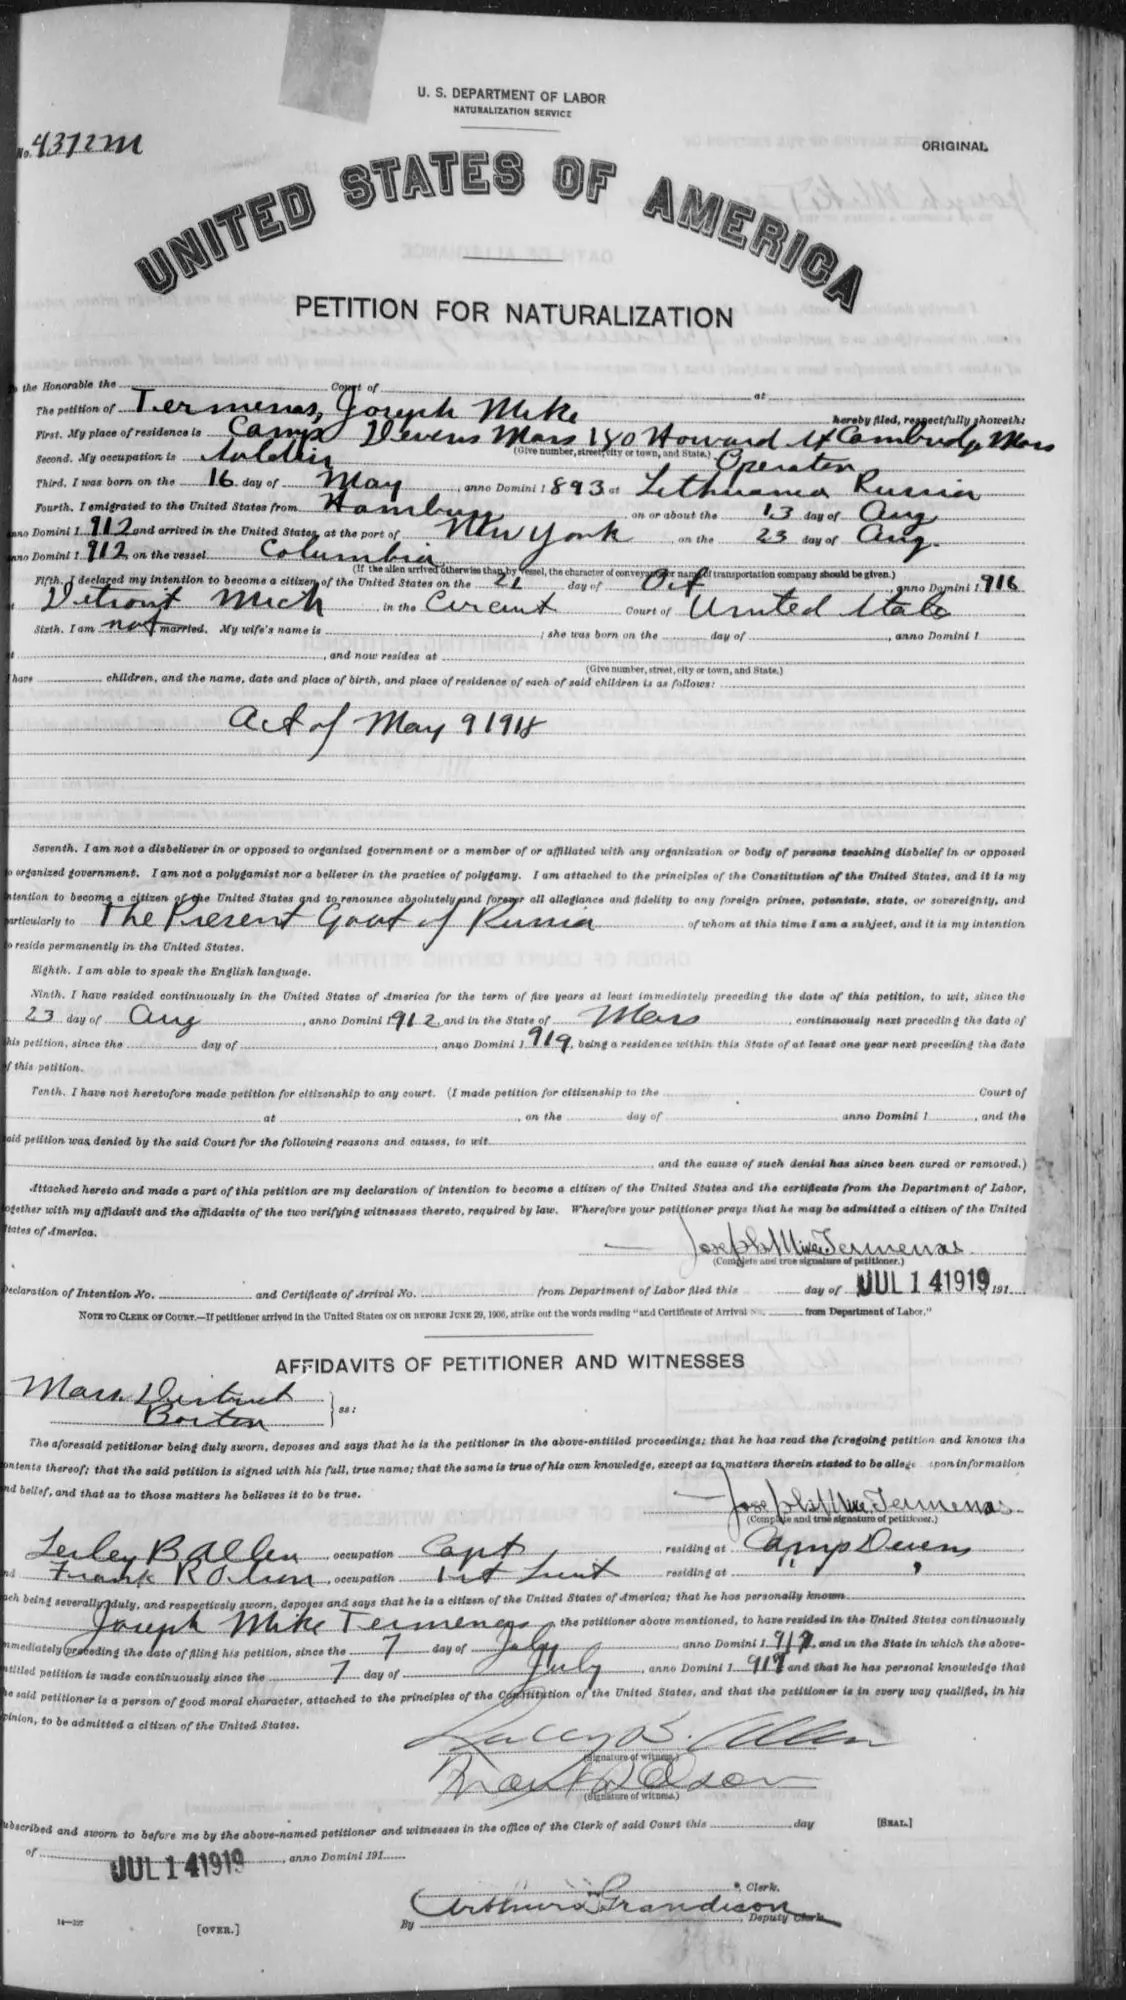 U. S. DEPARTMENT OF LABOR
NATURALIZATION SERVICE
No. 4372M
ORIGINAL
UNITED STATES OF AMERICA
PETITION FOR NATURALIZATION
To the Honorable the Court of at
The petition of Termenas, Joseph Mike hereby filed, respectfully showeth:
First. My place of residence is Camp Devens Mass 180 Howard St Cambridge Mass
(Give number, street, city or town, and State.)
Second. My occupation is Soldier Operator
Third. I was born on the 16 day of May, anno Domini 1893 at Lithuania Russia
Fourth. I emigrated to the United States from Hamburg on or about the 13 day of Aug
anno Domini 1912 and arrived in the United States, at the port of New York, on the 23 day of Aug.
anno Domini 1912 on the vessel Columbia
(If the alien arrived otherwise than by vessel, the character of conveyance or name of transportation company should be given.)
Fifth. I declared my intention to become a citizen of the United States on the 21 day of Oct, anno Domini 1916
at Detroit Mich in the Circuit Court of United State
Sixth. I am not married. My wife's name is ; she was born on the day of , anno Domini 1
at , and now resides at
(Give number, street, city or town, and State.)
I have children, and the name, date and place of birth, and place of residence of each of said children is as follows:
Act of May 9 1918
Seventh. I am not a disbeliever in or opposed to organized government or a member of or affiliated with any organization or body of persons teaching disbelief in or opposed
to organized government. I am not a polygamist nor a believer in the practice of polygamy. I am attached to the principles of the Constitution of the United States, and it is my
intention to become a citizen of the United States and to renounce absolutely and forever all allegiance and fidelity to any foreign prince, potentate, state, or sovereignty, and
particularly to The Present Govt of Russia of whom at this time I am a subject, and it is my intention
to reside permanently in the United States.
Eighth. I am able to speak the English language.
Ninth. I have resided continuously in the United States of America for the term of five years at least immediately preceding the date of this petition, to wit, since the
23 day of Aug, anno Domini 1912, and in the State of Mass continuously next preceding the date of
this petition, since the day of , anno Domini 1919, being a residence within this State of at least one year next preceding the date
of this petition.
Tenth. I have not heretofore made petition for citizenship to any court. (I made petition for citizenship to the Court of
at , on the day of anno Domini 1 , and the
said petition was denied by the said Court for the following reasons and causes, to wit
, and the cause of such denial has since been cured or removed.)
Attached hereto and made a part of this petition are my declaration of intention to become a citizen of the United States and the certificate from the Department of Labor,
together with my affidavit and the affidavits of the two verifying witnesses thereto, required by law. Wherefore your petitioner prays that he may be admitted a citizen of the United
States of America.
Joseph Mike Termenas
(Complete and true signature of petitioner.)
Declaration of Intention No. and Certificate of Arrival No. from Department of Labor filed this day of JUL 14 1919, 191
NOTE TO CLERK OF COURT.—If petitioner arrived in the United States ON OR BEFORE JUNE 29, 1906, strike out the words reading "and Certificate of Arrival No. from Department of Labor."
AFFIDAVITS OF PETITIONER AND WITNESSES
Mass. District
Boston ss:
The aforesaid petitioner being duly sworn, deposes and says that he is the petitioner in the above-entitled proceedings; that he has read the foregoing petition and knows the
contents thereof; that the said petition is signed with his full, true name; that the same is true of his own knowledge, except as to matters therein stated to be alleged upon information
and belief, and that as to those matters he believes it to be true.
Joseph Mike Termenas
(Complete and true signature of petitioner.)
Lesley B Allen, occupation Capt, residing at Camp Devens
and Frank R Olson, occupation 1st Lieut residing at " "
each being severally, duly, and respectively sworn, deposes and says that he is a citizen of the United States of America; that he has personally known
Joseph Mike Termenas, the petitioner above mentioned, to have resided in the United States continuously
immediately preceding the date of filing his petition, since the 7 day of July anno Domini 1917, and in the State in which the above-
entitled petition is made continuously since the 7 day of July, anno Domini 1917 and that he has personal knowledge that
the said petitioner is a person of good moral character, attached to the principles of the Constitution of the United States, and that the petitioner is in every way qualified, in his
opinion, to be admitted a citizen of the United States.
Lesley B. Allen
(Signature of witness.)
Frank R Olson
(Signature of witness.)
Subscribed and sworn to before me by the above-named petitioner and witnesses in the office of the Clerk of said Court this day [SEAL.]
of JUL 14 1919, anno Domini 191
Clerk.
By Arthur Grandison, Deputy Clerk.
14—227
[OVER.]